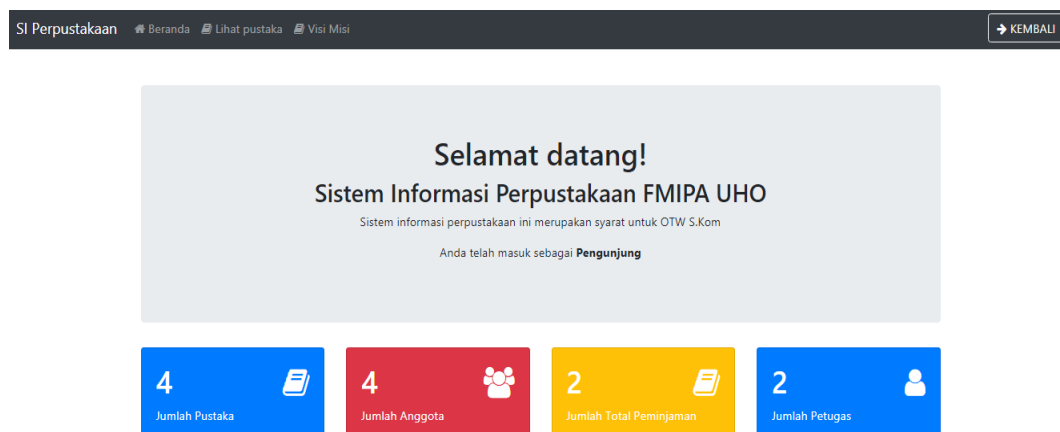 SI Perpustakaan Beranda Lihat pustaka Visi Misi KEMBALI
Selamat datang!
Sistem Informasi Perpustakaan FMIPA UHO
Sistem informasi perpustakaan ini merupakan syarat untuk OTW S.Kom
Anda telah masuk sebagai Pengunjung
4
Jumlah Pustaka
4
Jumlah Anggota
2
Jumlah Total Peminjaman
2
Jumlah Petugas